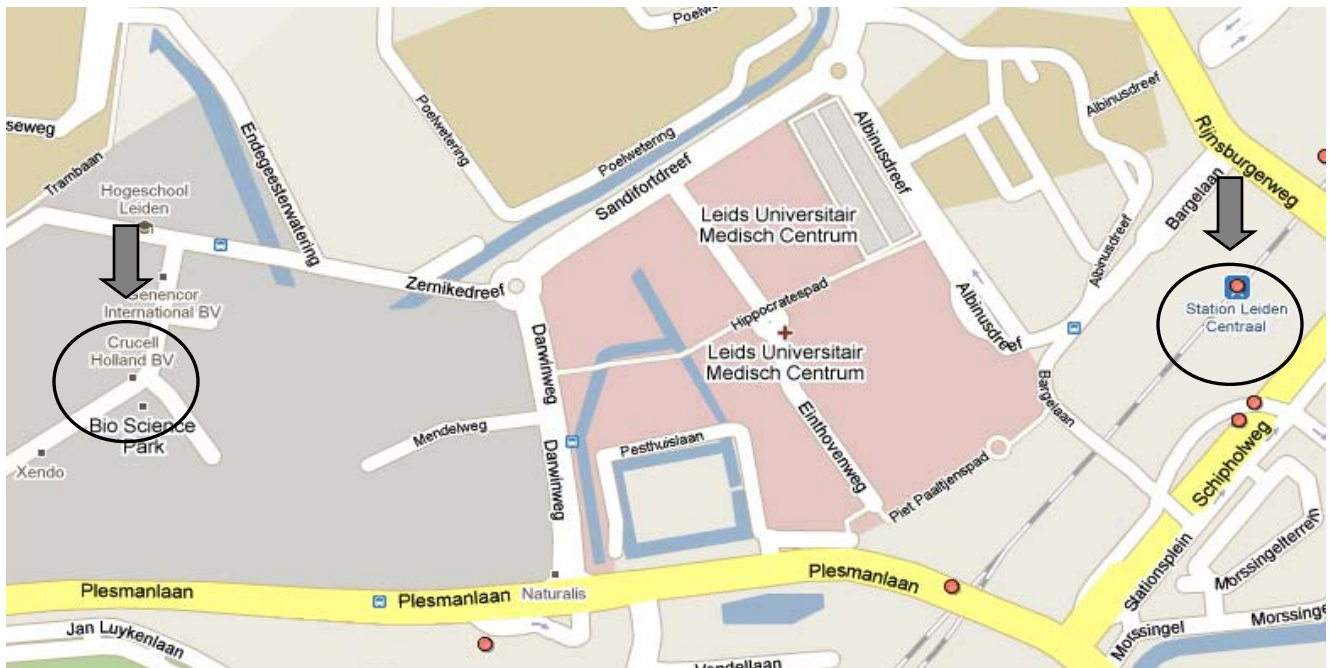 Poelw
Poelwe
seweg
Trambaan
Endegeesterwatering
Poelwetering
Poelwetering
Sandifortdreef
Albinusdreef
Albinusdreef
Rijnsburgerweg
Bargelaan
Albinusdreef
Hogeschool
Leiden
Leids Universitair
Medisch Centrum
Zernikedreef
Genencor
International BV
Hippocratespad
Albinusdreef
Station Leiden
Centraal
Crucell
Holland BV
Darwinweg
Leids Universitair
Medisch Centrum
Bargelaan
Bio Science
Park
Mendelweg
Pesthuislaan
Einthovenweg
Xendo
Darwinweg
Piet Paaltjenspad
Schipholweg
Stationsplein
Morssingelterrein
Plesmanlaan
Plesmanlaan
Naturalis
Plesmanlaan
Jan Luykenlaan
Vondellaan
Morssingel
Morssingel